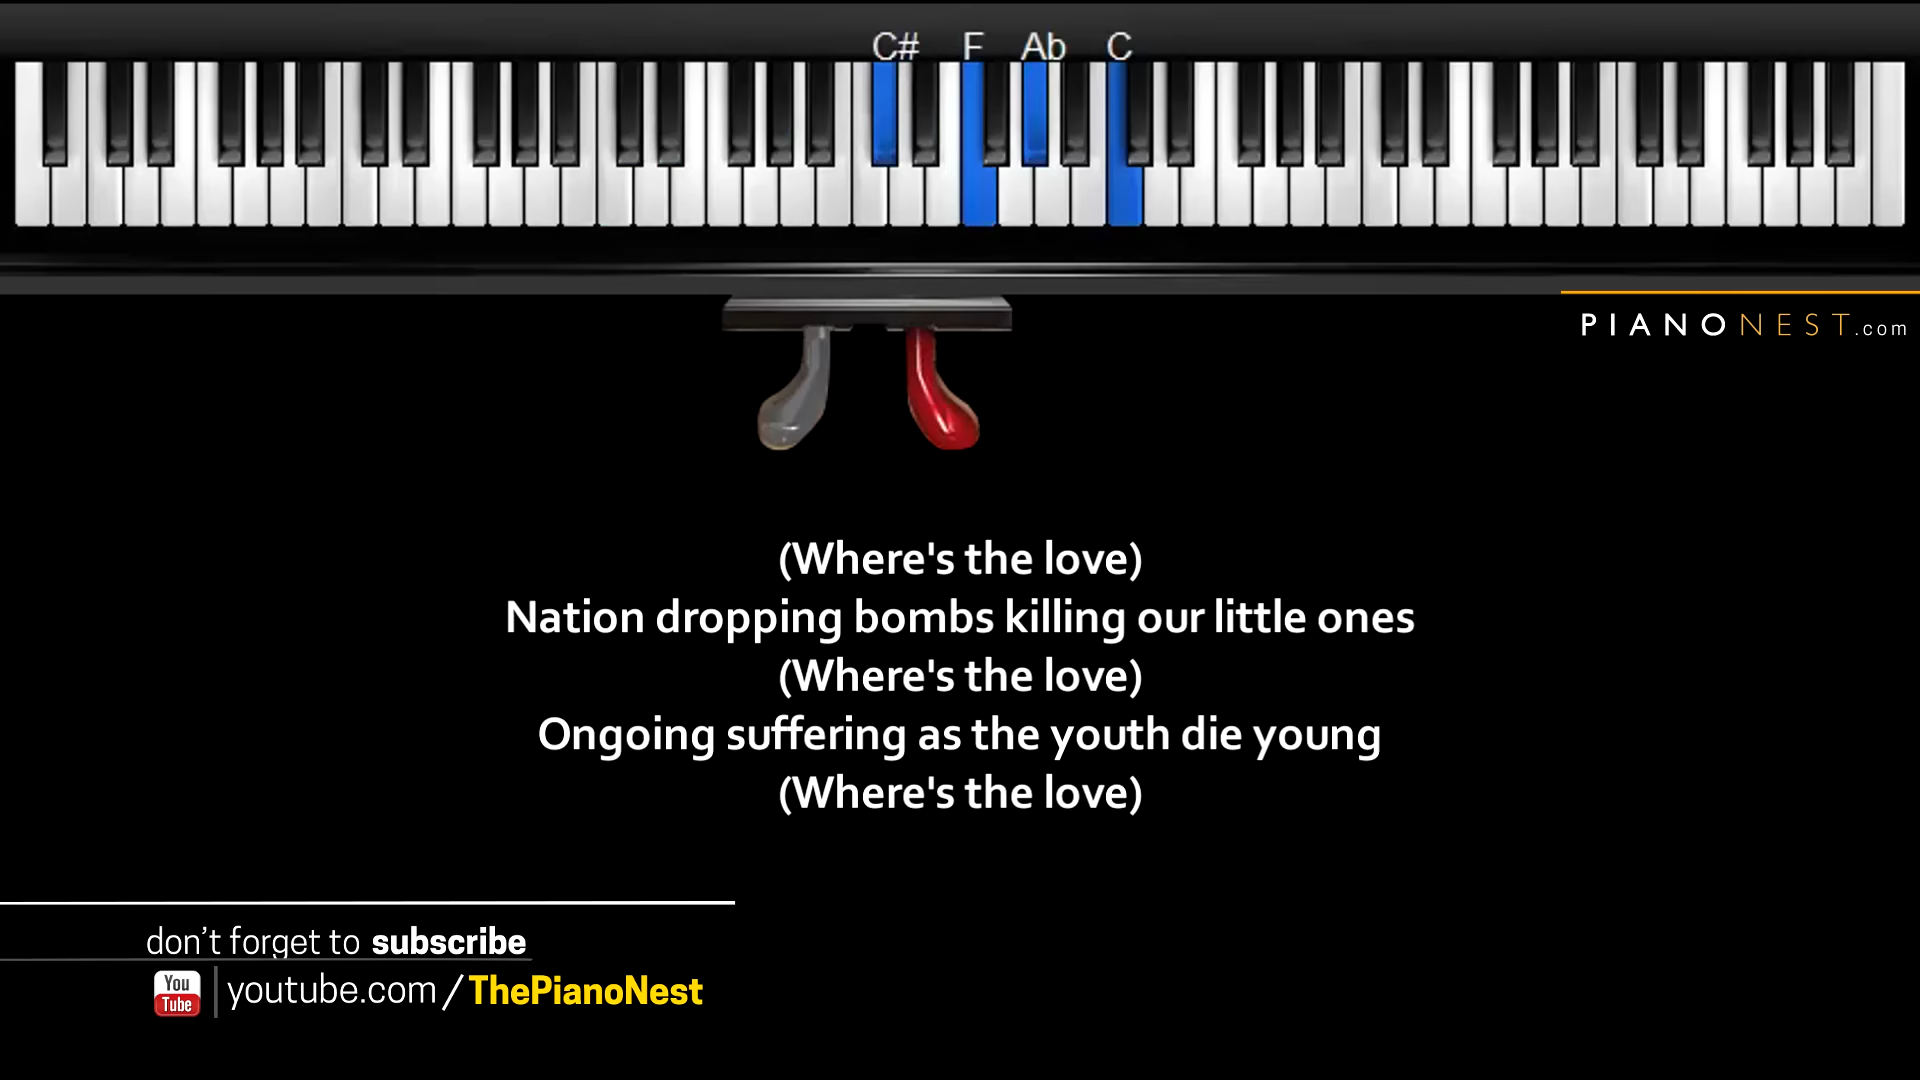 C# F Ab C
PIANONEST.com
(Where's the love)
Nation dropping bombs killing our little ones
(Where's the love)
Ongoing suffering as the youth die young
(Where's the love)
don't forget to subscribe
You Tube youtube.com/ThePianoNest